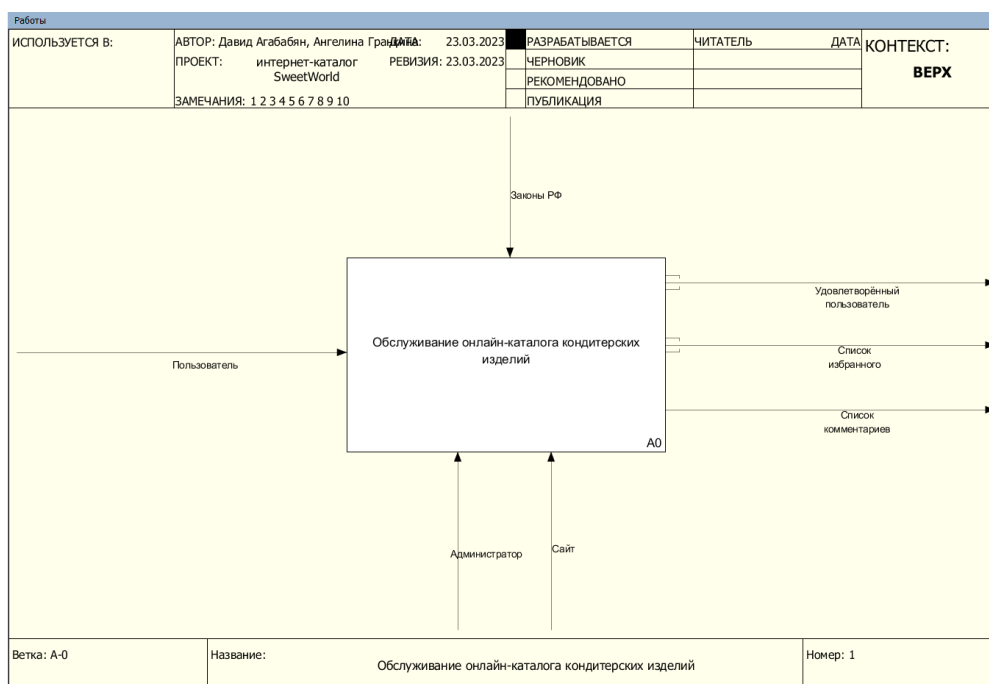 Работы
ИСПОЛЬЗУЕТСЯ В:
АВТОР: Давид Агабабян, Ангелина
ДАТА: 23.03.2023
ПРОЕКТ: интернет-каталог
SweetWorld
РЕВИЗИЯ: 23.03.2023
ЗАМЕЧАНИЯ: 1 2 3 4 5 6 7 8 9 10
РАЗРАБАТЫВАЕТСЯ
ЧЕРНОВИК
РЕКОМЕНДОВАНО
ПУБЛИКАЦИЯ
ЧИТАТЕЛЬ ДАТА
КОНТЕКСТ:
ВЕРХ
Законы РФ
Удовлетворённый
пользователь
Обслуживание онлайн-каталога кондитерских
изделий
Список
избранного
Пользователь
Список
комментариев
A0
Администратор
Сайт
Ветка: A-0
Название:
Обслуживание онлайн-каталога кондитерских изделий
Номер: 1